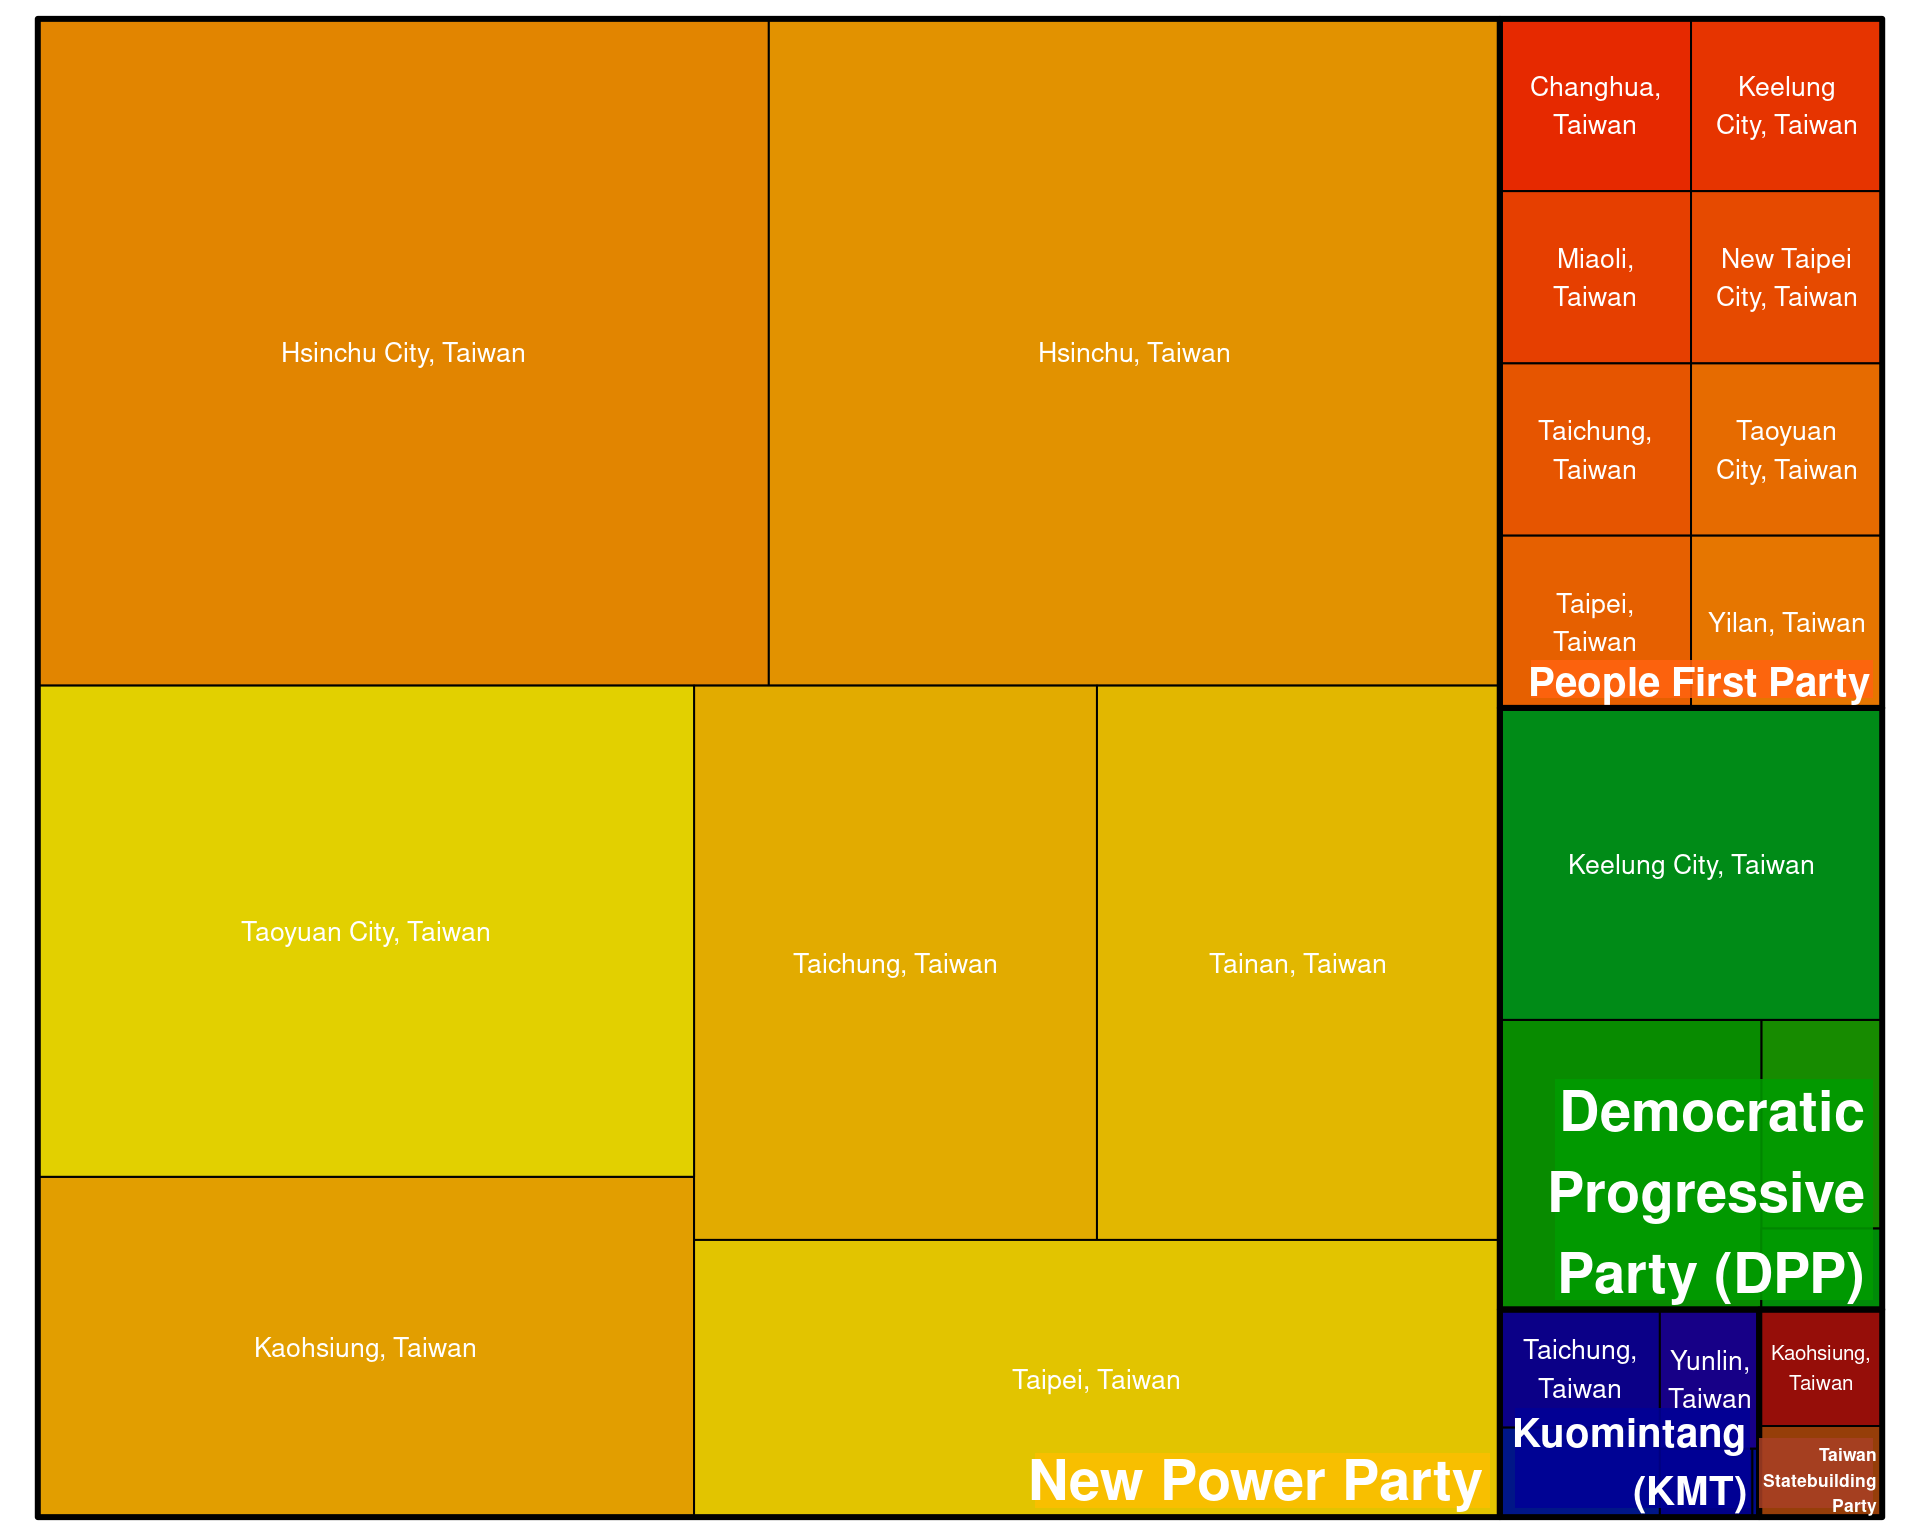 Hsinchu City, Taiwan
Hsinchu, Taiwan
Taoyuan City, Taiwan
Taichung, Taiwan
Tainan, Taiwan
Kaohsiung, Taiwan
Taipei, Taiwan
New Power Party
Changhua,
Taiwan
Keelung
City, Taiwan
Miaoli,
Taiwan
New Taipei
City, Taiwan
Taichung,
Taiwan
Taoyuan
City, Taiwan
Taipei,
Taiwan
Yilan, Taiwan
People First Party
Keelung City, Taiwan
Democratic
Progressive
Party (DPP)
Taichung,
Taiwan
Yunlin,
Taiwan
Kuomintang
(KMT)
Kaohsiung,
Taiwan
Taiwan
Statebuilding
Party